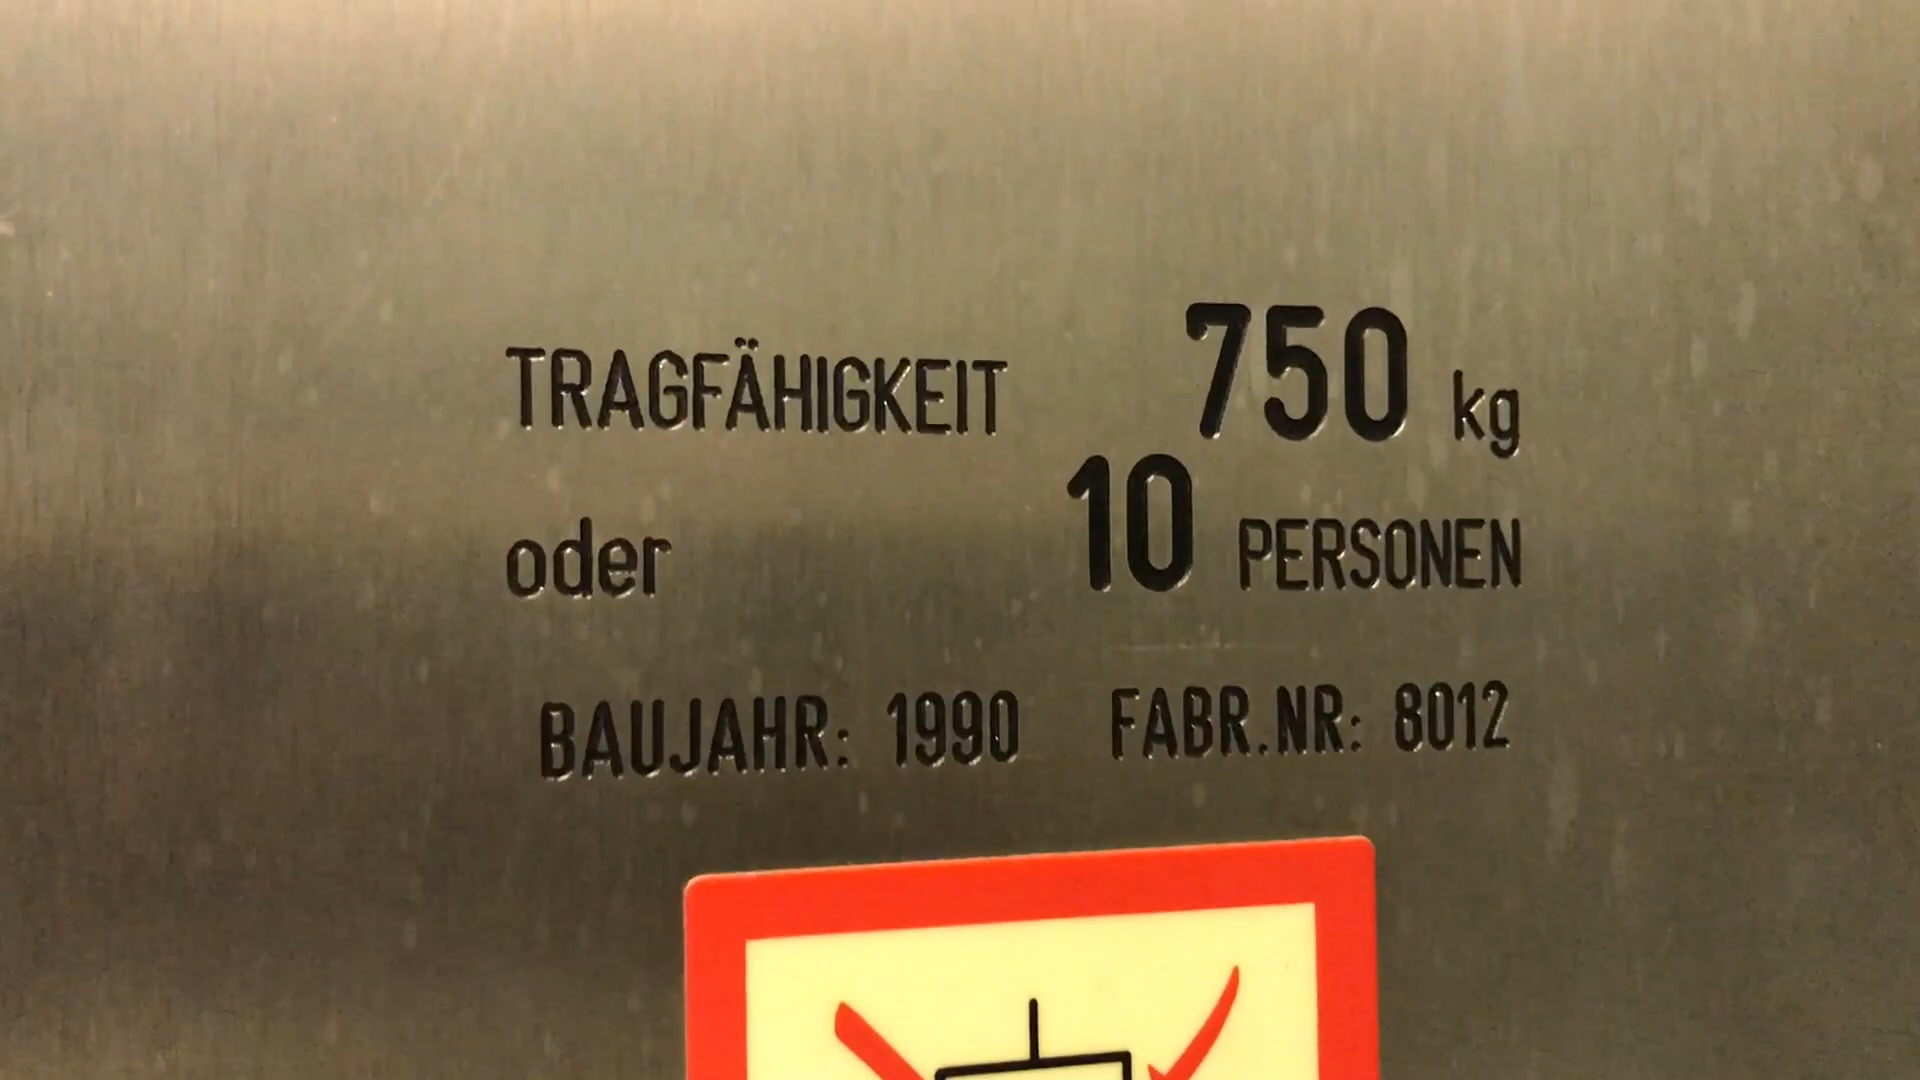 TRAGFÄHIGKEIT 750 kg
oder 10 PERSONEN
BAUJAHR: 1990 FABR.NR: 8012